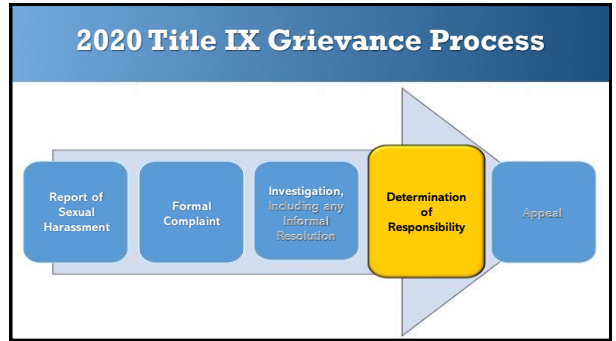 2020 Title IX Grievance Process
Report of
Sexual
Harassment
Formal
Complaint
Investigation,
Including any
Informal
Resolution
Determination
of
Responsibility
Appeal